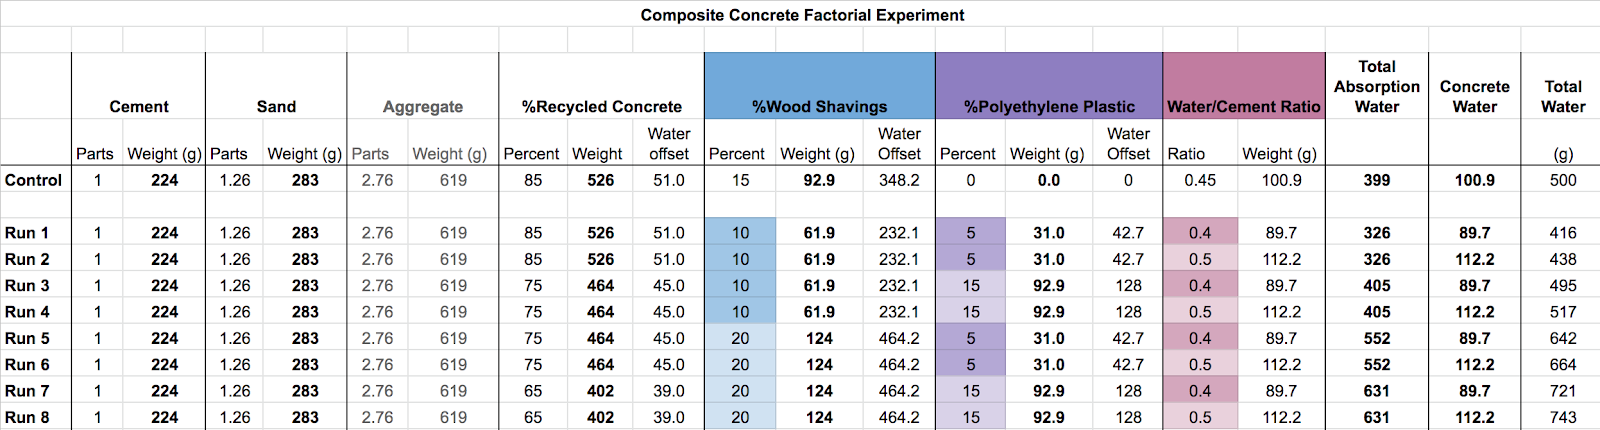 Composite Concrete Factorial Experiment
Cement Sand Aggregate %Recycled Concrete %Wood Shavings %Polyethylene Plastic Water/Cement Ratio Total Absorption Water Concrete Water Total Water
Parts Weight (g) Parts Weight (g) Parts Weight (g) Percent Weight Water offset Percent Weight (g) Water Offset Percent Weight (g) Water Offset Ratio Weight (g) (g)
Control 1 224 1.26 283 2.76 619 85 526 51.0 15 92.9 348.2 0 0.0 0 0.45 100.9 399 100.9 500
Run 1 1 224 1.26 283 2.76 619 85 526 51.0 10 61.9 232.1 5 31.0 42.7 0.4 89.7 326 89.7 416
Run 2 1 224 1.26 283 2.76 619 85 526 51.0 10 61.9 232.1 5 31.0 42.7 0.5 112.2 326 112.2 438
Run 3 1 224 1.26 283 2.76 619 75 464 45.0 10 61.9 232.1 15 92.9 128 0.4 89.7 405 89.7 495
Run 4 1 224 1.26 283 2.76 619 75 464 45.0 10 61.9 232.1 15 92.9 128 0.5 112.2 405 112.2 517
Run 5 1 224 1.26 283 2.76 619 75 464 45.0 20 124 464.2 5 31.0 42.7 0.4 89.7 552 89.7 642
Run 6 1 224 1.26 283 2.76 619 75 464 45.0 20 124 464.2 5 31.0 42.7 0.5 112.2 552 112.2 664
Run 7 1 224 1.26 283 2.76 619 65 402 39.0 20 124 464.2 15 92.9 128 0.4 89.7 631 89.7 721
Run 8 1 224 1.26 283 2.76 619 65 402 39.0 20 124 464.2 15 92.9 128 0.5 112.2 631 112.2 743